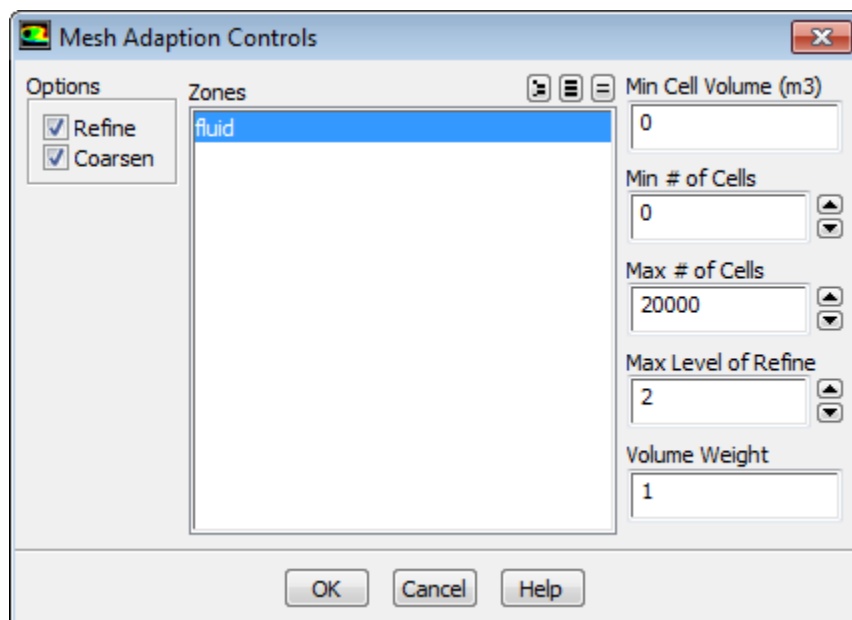 Mesh Adaption Controls
Options
Refine
Coarsen
Zones
fluid
Min Cell Volume (m3)
0
Min # of Cells
0
Max # of Cells
20000
Max Level of Refine
2
Volume Weight
1
OK
Cancel
Help